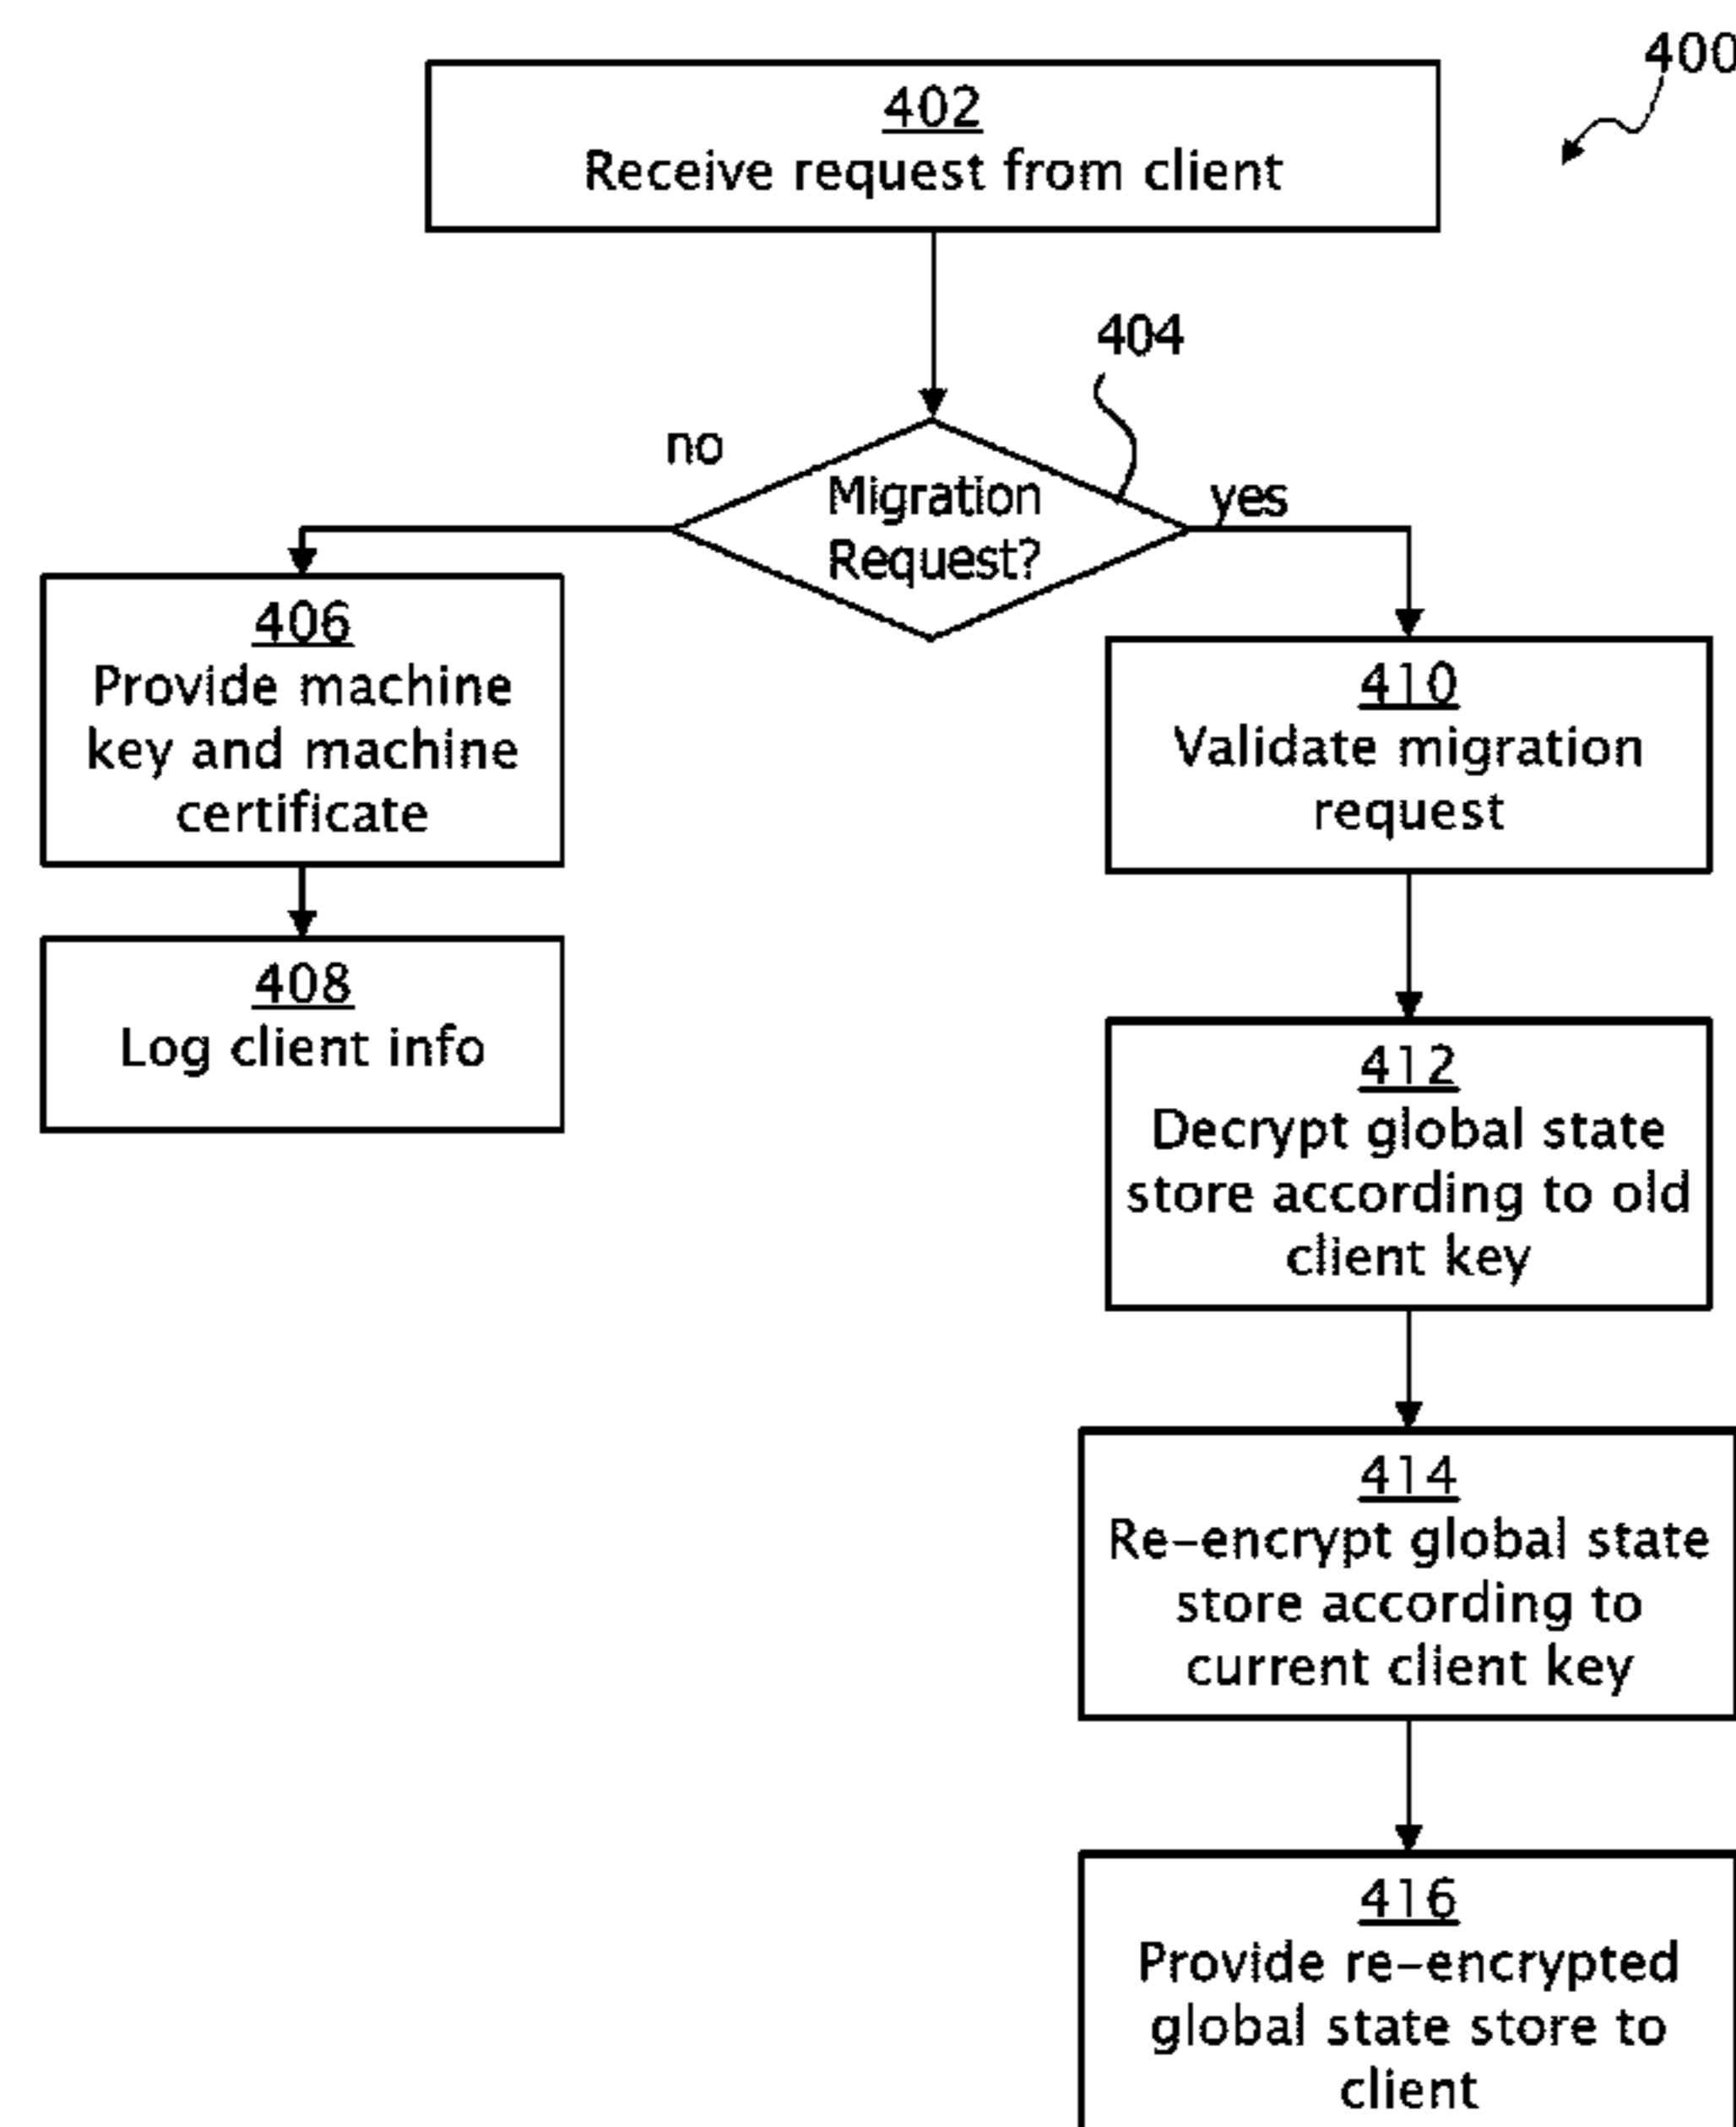 400
402
Receive request from client
404
no
Migration
Request?
yes
406
Provide machine
key and machine
certificate
410
Validate migration
request
408
Log client info
412
Decrypt global state
store according to old
client key
414
Re-encrypt global state
store according to
current client key
416
Provide re-encrypted
global state store to
client